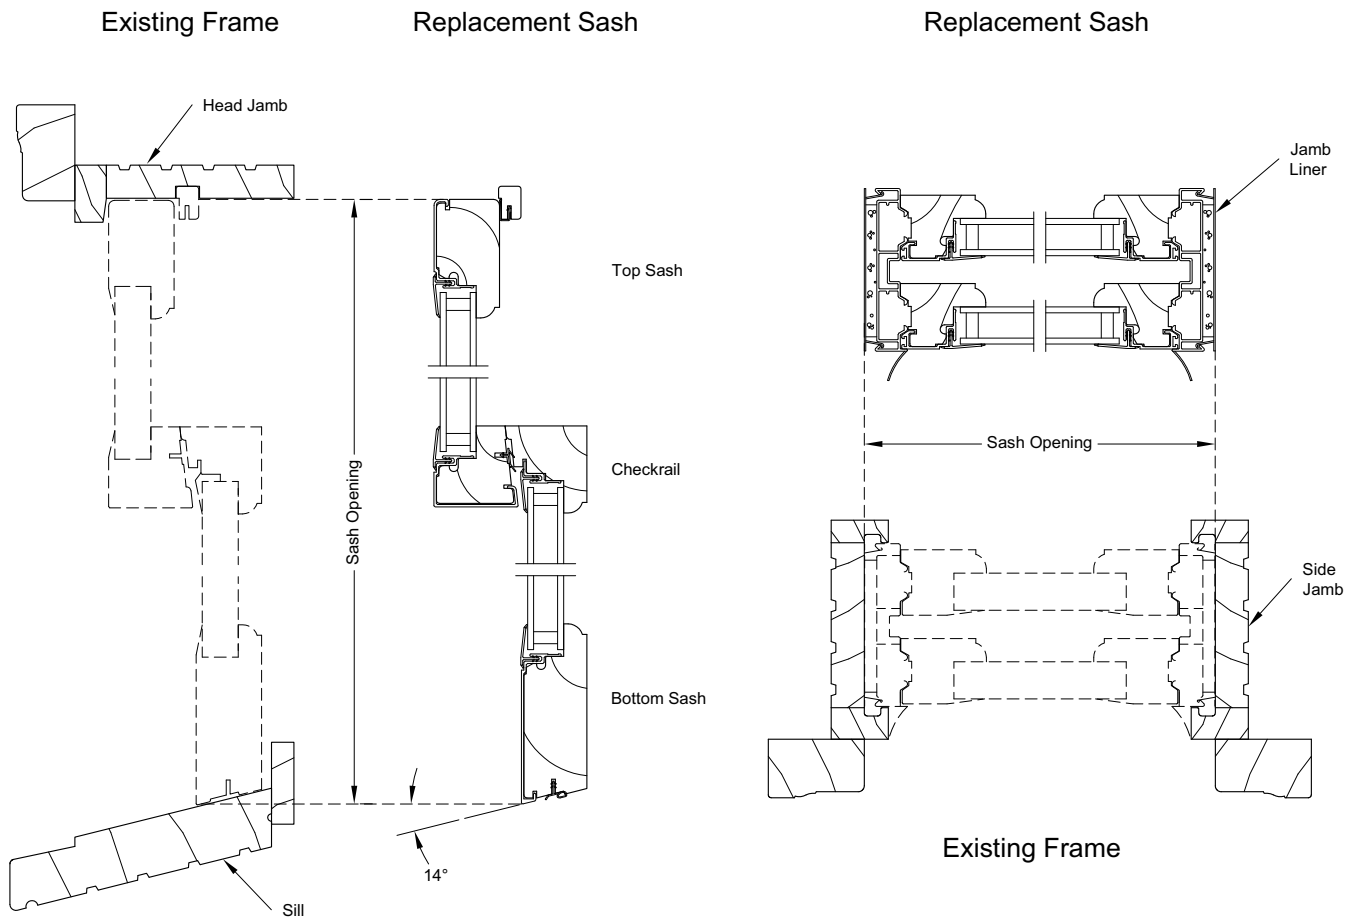 Existing Frame
Replacement Sash
Replacement Sash
Head Jamb
Jamb
Liner
Top Sash
Sash Opening
Checkrail
Sash Opening
Side
Jamb
Bottom Sash
Existing Frame
14°
Sill